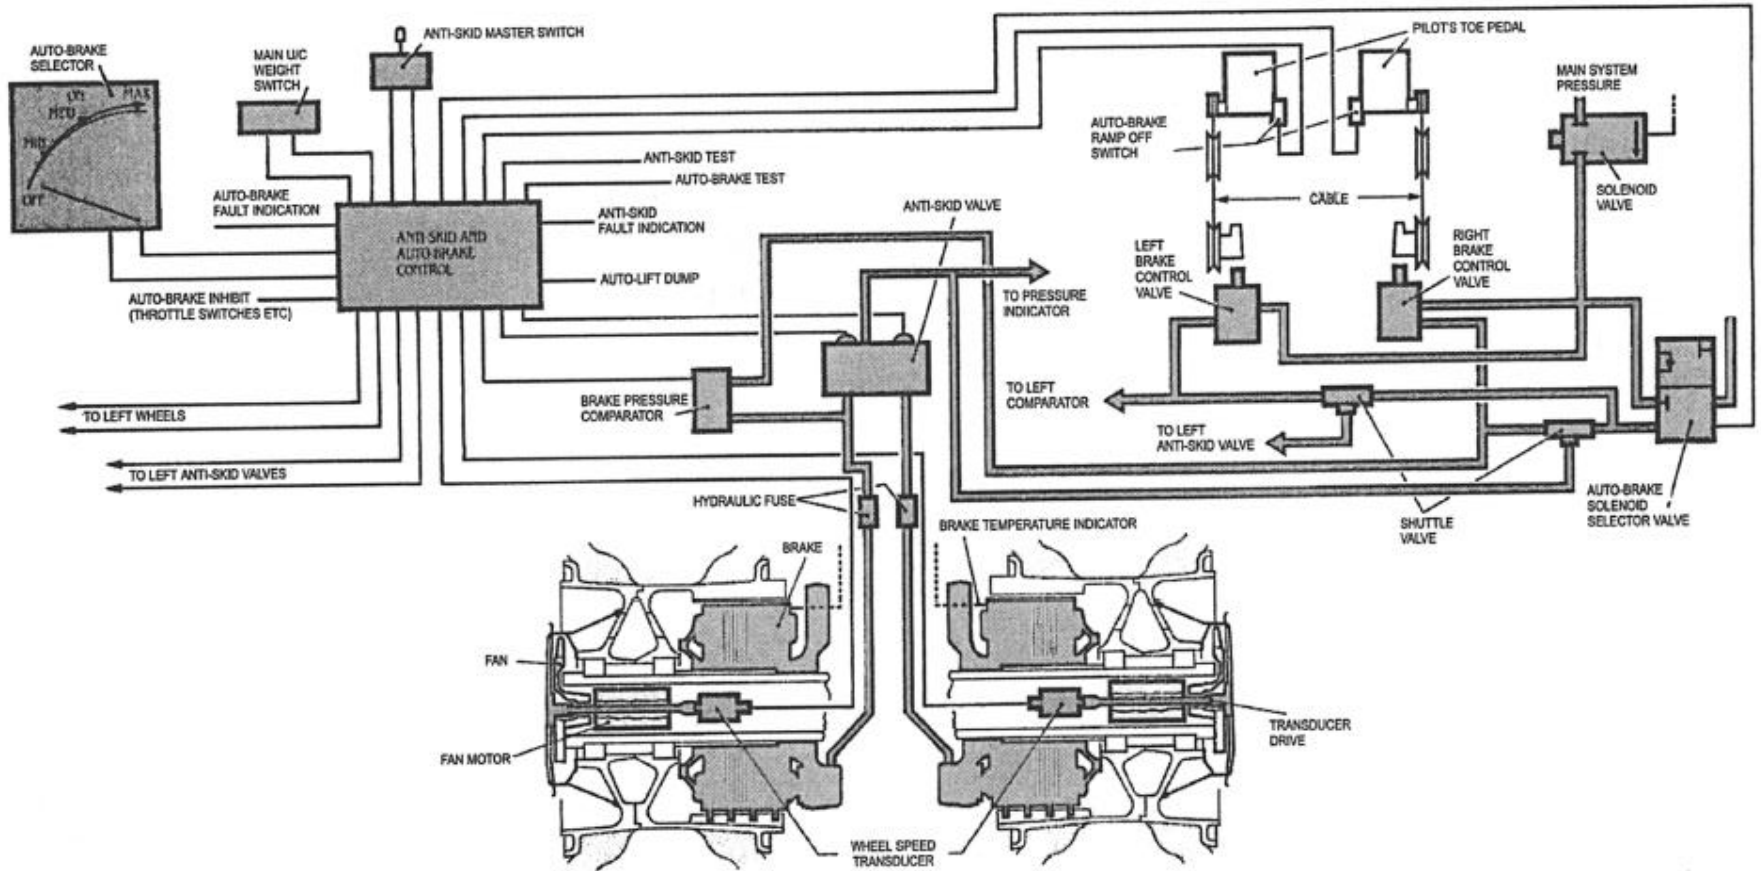 AUTO-BRAKE
SELECTOR
OFF
MIN
MED
ON
MAX
MAIN U/C
WEIGHT
SWITCH
ANTI-SKID MASTER SWITCH
PILOT'S TOE PEDAL
MAIN SYSTEM
PRESSURE
AUTO-BRAKE
RAMP OFF
SWITCH
SOLENOID
VALVE
ANTI-SKID TEST
AUTO-BRAKE TEST
AUTO-BRAKE
FAULT INDICATION
ANTI-SKID AND
AUTO-BRAKE
CONTROL
ANTI-SKID
FAULT INDICATION
ANTI-SKID VALVE
CABLE
LEFT
BRAKE
CONTROL
VALVE
RIGHT
BRAKE
CONTROL
VALVE
AUTO-LIFT DUMP
AUTO-BRAKE INHIBIT
(THROTTLE SWITCHES ETC)
TO PRESSURE
INDIICATOR
BRAKE PRESSURE
COMPARATOR
TO LEFT
COMPARATOR
TO LEFT
ANTI-SKID VALVE
TO LEFT WHEELS
TO LEFT ANTI-SKID VALVES
HYDRAULIC FUSE
BRAKE TEMPERATURE INDICATOR
SHUTTLE
VALVE
AUTO-BRAKE
SOLENOID
SELECTOR VALVE
BRAKE
FAN
FAN MOTOR
TRANSDUCER
DRIVE
WHEEL SPEED
TRANSDUCER